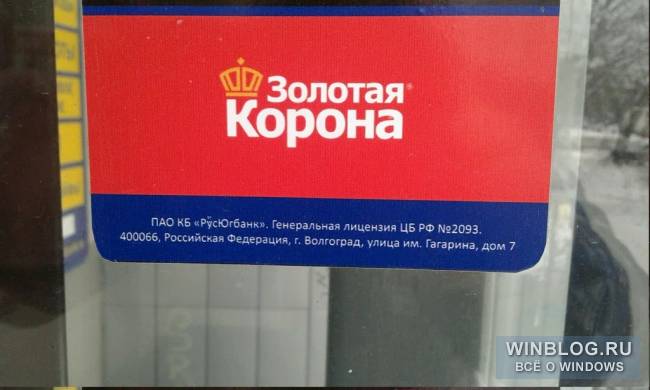 Золотая
Корона
ПАО КБ «РусЮгбанк». Генеральная лицензия ЦБ РФ №2093.
400066, Российская Федерация, г. Волгоград, улица им. Гагарина, дом 7
WINBLOG.RU
ВСЁ О WINDOWS